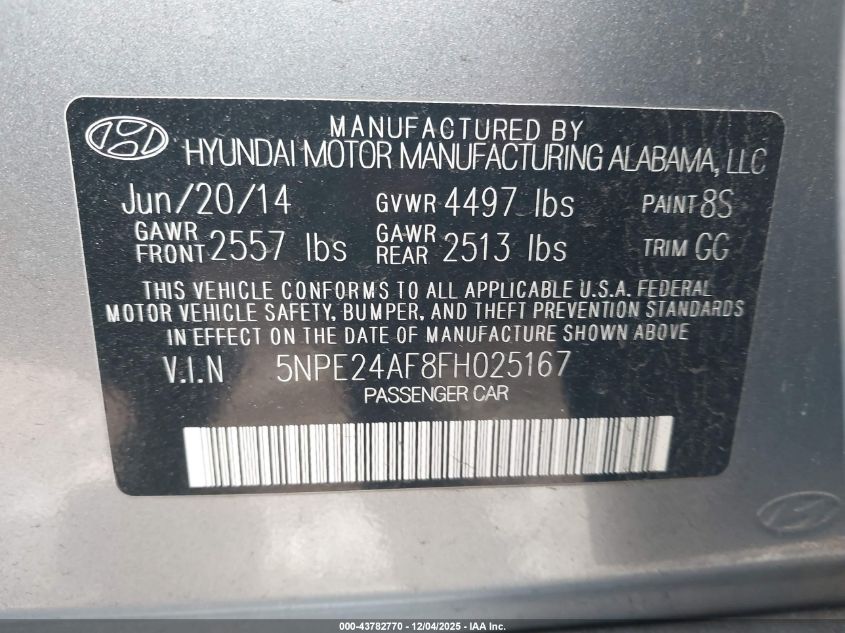 MANUFACTURED BY
HYUNDAI MOTOR MANUFACTURING ALABAMA, LLC
Jun/20/14 GVWR 4497 lbs PAINT 8S
GAWR FRONT 2557 lbs GAWR REAR 2513 lbs TRIM GG
THIS VEHICLE CONFORMS TO ALL APPLICABLE U.S.A. FEDERAL
MOTOR VEHICLE SAFETY, BUMPER, AND THEFT PREVENTION STANDARDS
IN EFFECT ON THE DATE OF MANUFACTURE SHOWN ABOVE
V.I.N 5NPE24AF8FH025167
PASSENGER CAR
000-43782770 - 12/04/2025 - IAA Inc.